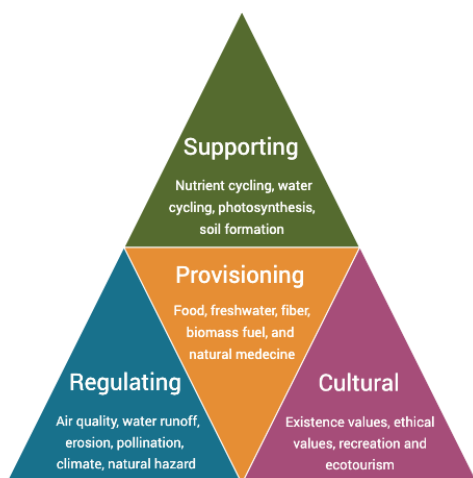 Supporting
Nutrient cycling, water
cycling, photosynthesis,
soil formation
Provisioning
Food, freshwater, fiber,
biomass fuel, and
natural medecine
Regulating
Air quality, water runoff,
erosion, pollination,
climate, natural hazard
Cultural
Existence values, ethical
values, recreation and
ecotourism